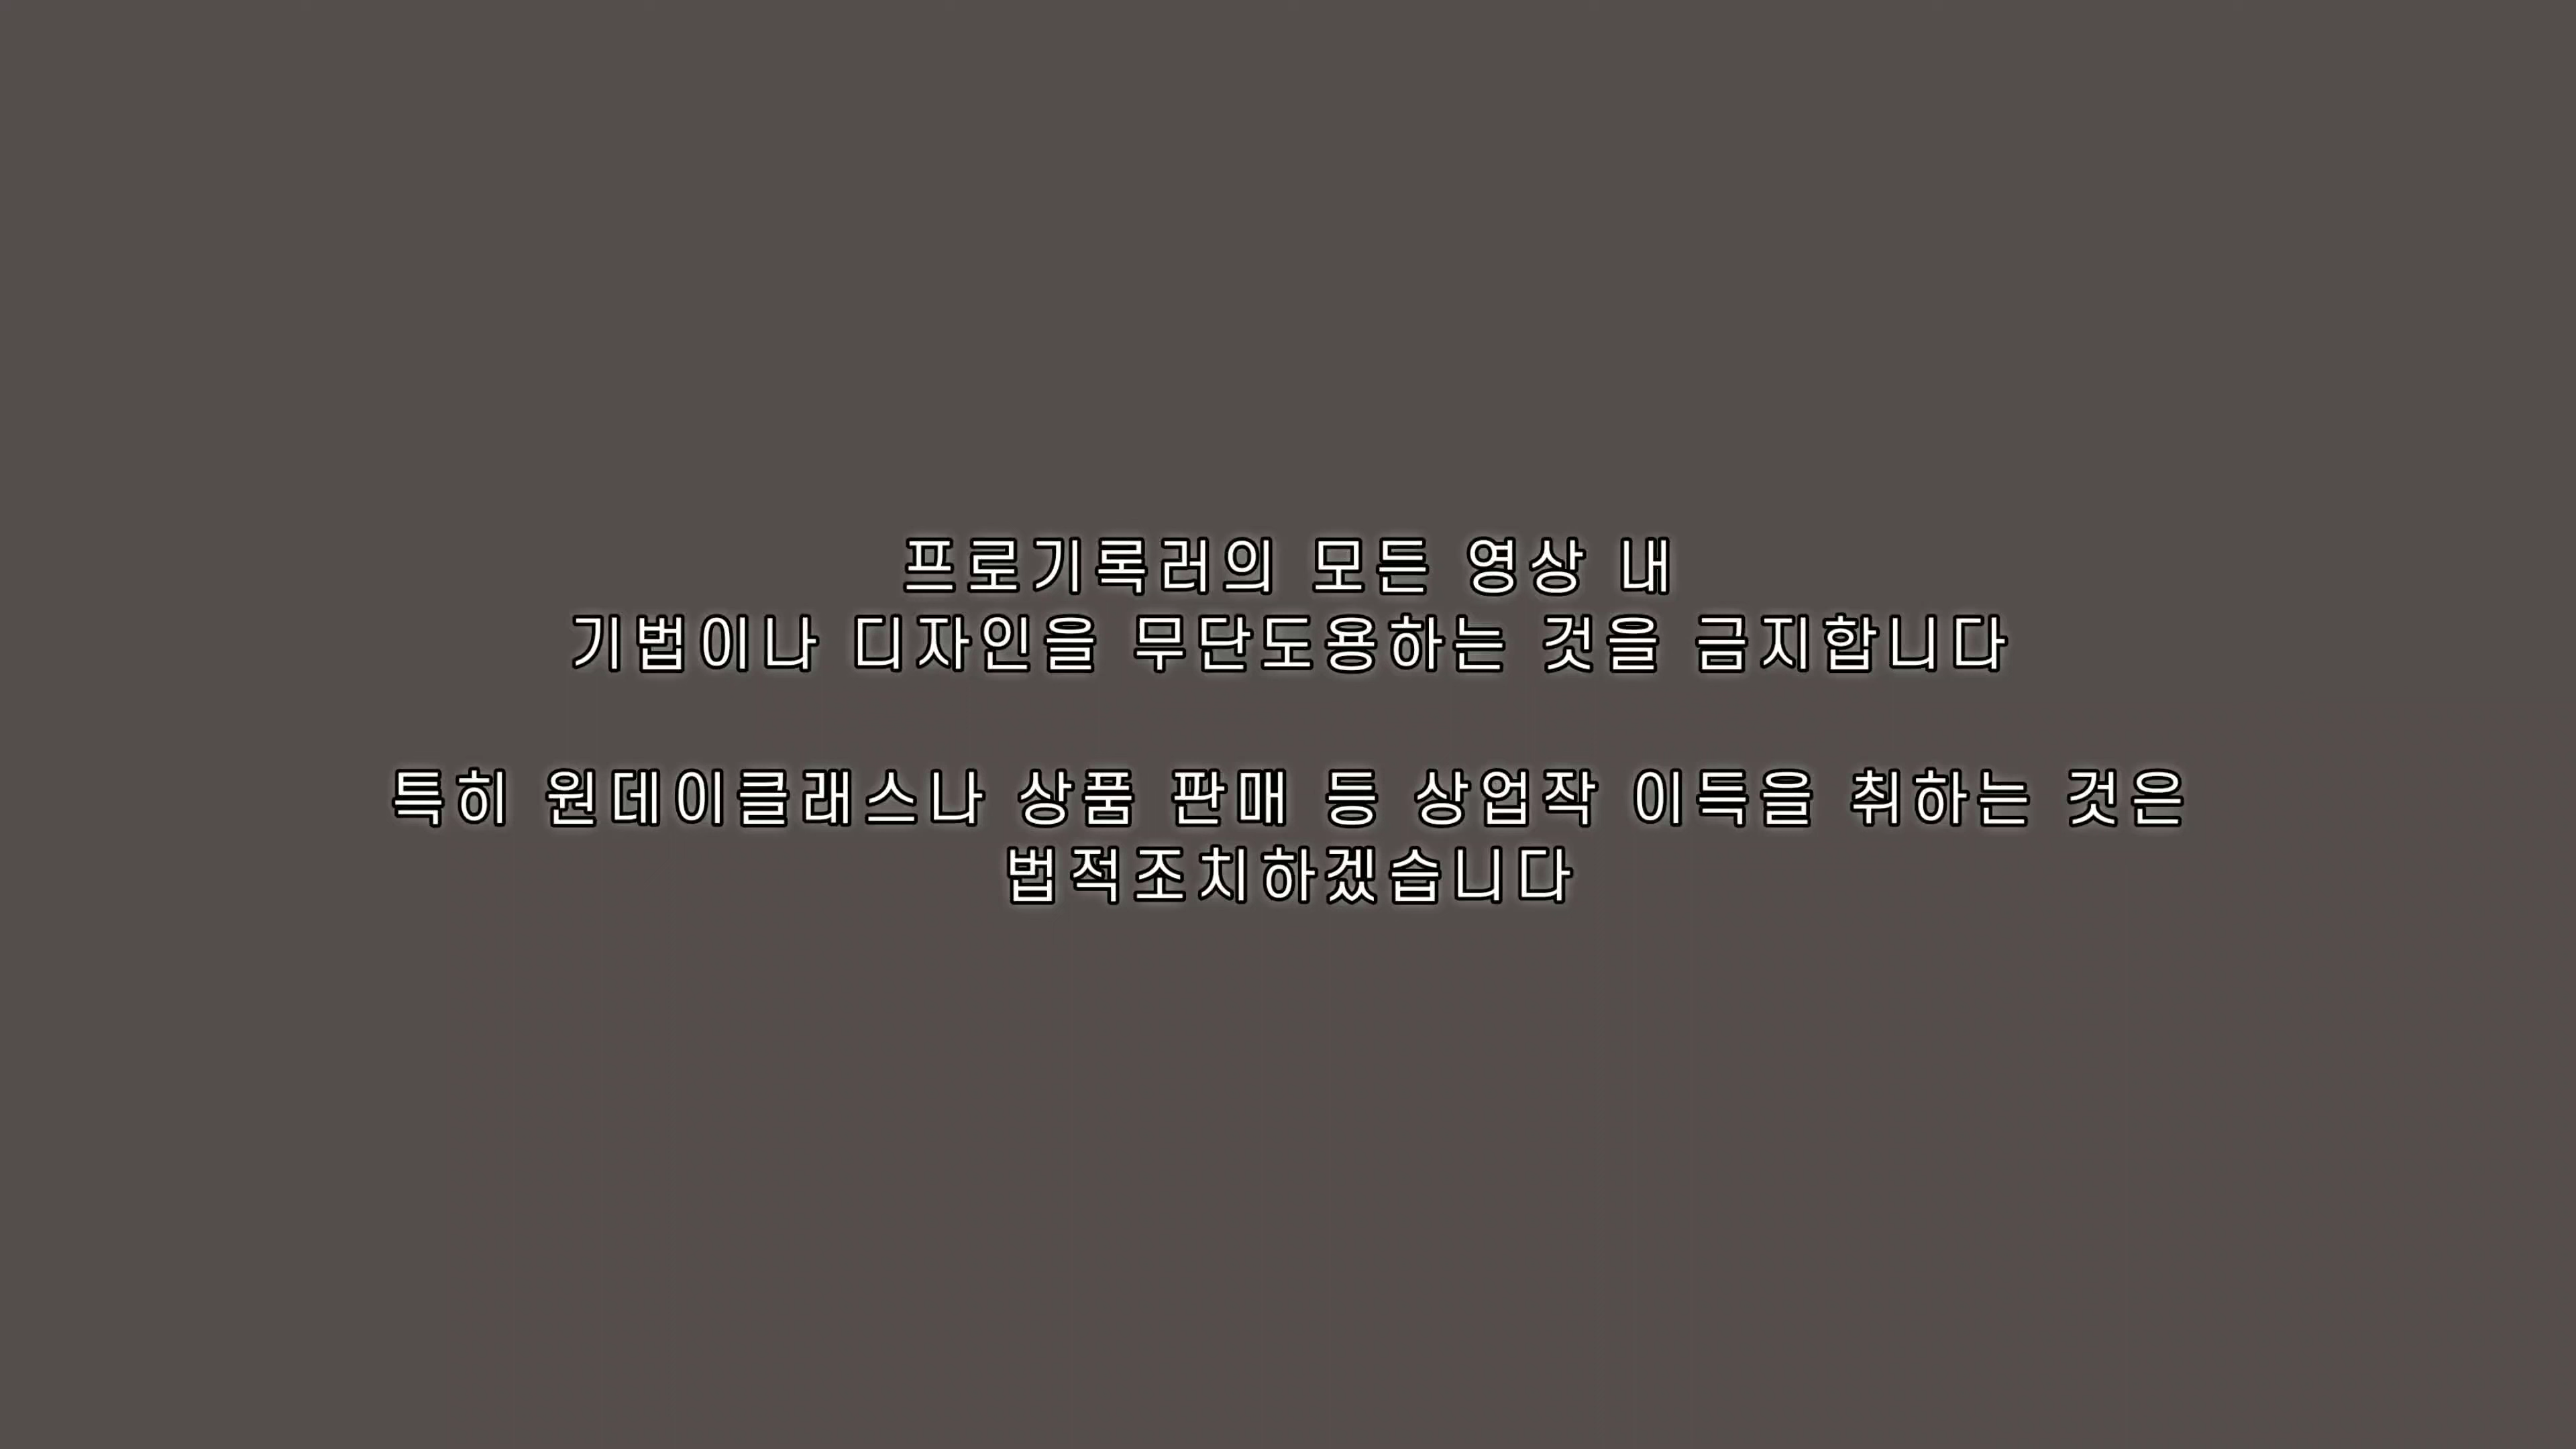 프로기록러의 모든 영상 내
기법이나 디자인을 무단도용하는 것을 금지합니다
특히 원데이클래스나 상품 판매 등 상업작 이득을 취하는 것은
법적조치하겠습니다